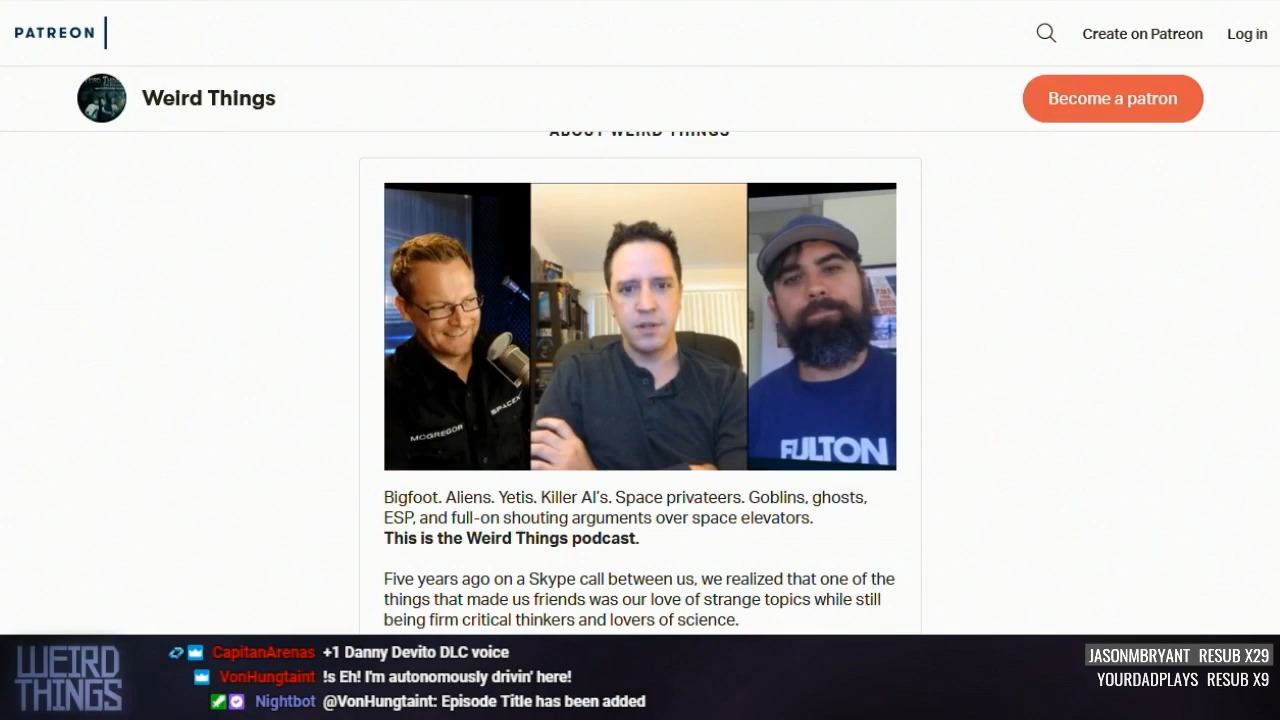 PATREON
Create on Patreon
Log in
Weird Things
Become a patron
ABOUT WEIRD THINGS
MCGREGOR
SPACEX
FULTON
Bigfoot. Aliens. Yetis. Killer AI's. Space privateers. Goblins, ghosts,
ESP, and full-on shouting arguments over space elevators.
This is the Weird Things podcast.
Five years ago on a Skype call between us, we realized that one of the
things that made us friends was our love of strange topics while still
being firm critical thinkers and lovers of science.
WEIRD
THINGS
CapitanArenas +1 Danny Devito DLC voice
VonHungtaint !s Eh! I'm autonomously drivin' here!
Nightbot @VonHungtaint: Episode Title has been added
JASONMBRYANT RESUB X29
YOURDADPLAYS RESUB X9